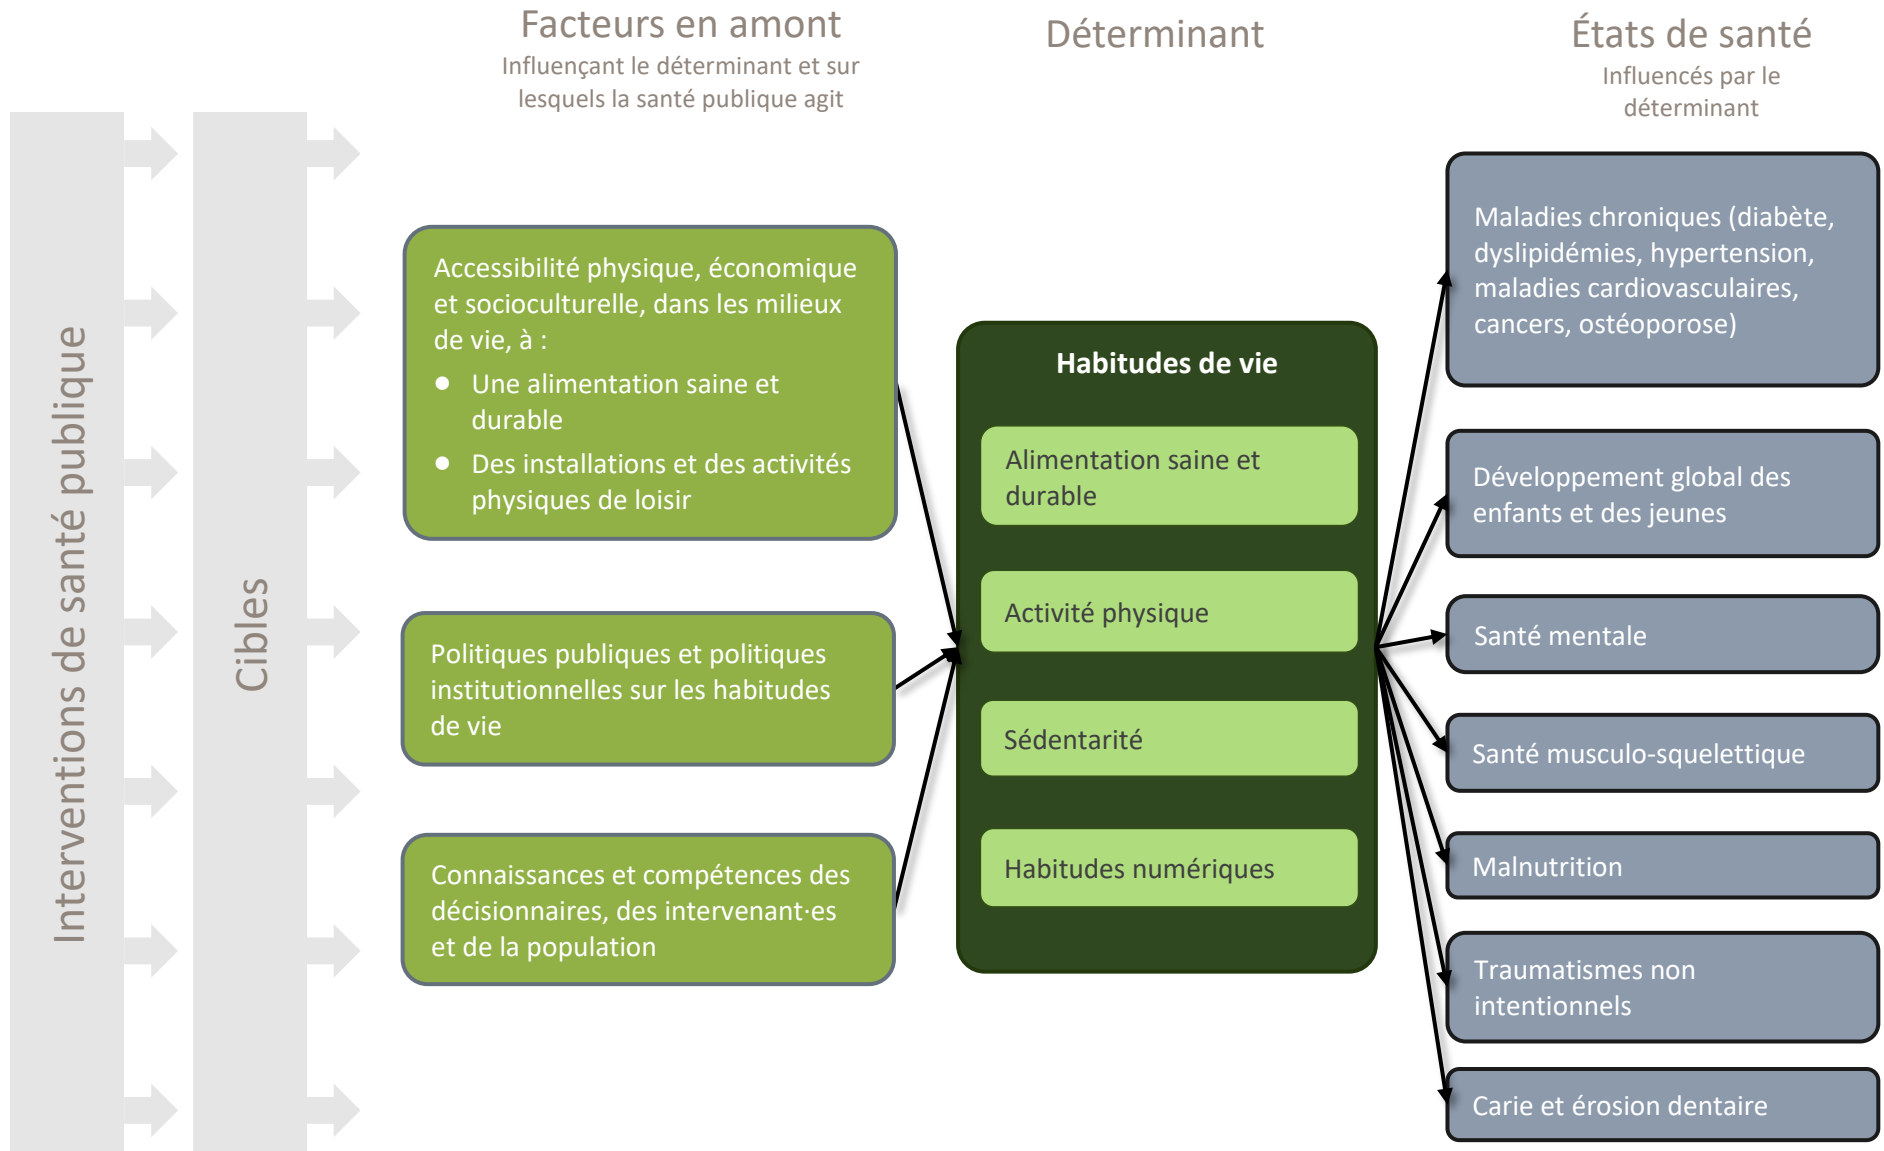 Facteurs en amont
Influençant le déterminant et sur
lesquels la santé publique agit
Déterminant
États de santé
Influencés par le
déterminant
Interventions de santé publique
Cibles
Accessibilité physique, économique
et socioculturelle, dans les milieux
de vie, à :
● Une alimentation saine et
durable
● Des installations et des activités
physiques de loisir
Politiques publiques et politiques
institutionnelles sur les habitudes
de vie
Connaissances et compétences des
décisionnaires, des intervenant·es
et de la population
Habitudes de vie
Alimentation saine et
durable
Activité physique
Sédentarité
Habitudes numériques
Maladies chroniques (diabète,
dyslipidémies, hypertension,
maladies cardiovasculaires,
cancers, ostéoporose)
Développement global des
enfants et des jeunes
Santé mentale
Santé musculo-squelettique
Malnutrition
Traumatismes non
intentionnels
Carie et érosion dentaire